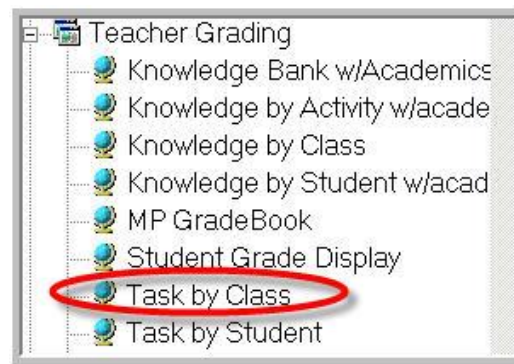 Teacher Grading
Knowledge Bank w/Academics
Knowledge by Activity w/acade
Knowledge by Class
Knowledge by Student w/acad
MP GradeBook
Student Grade Display
Task by Class
Task by Student